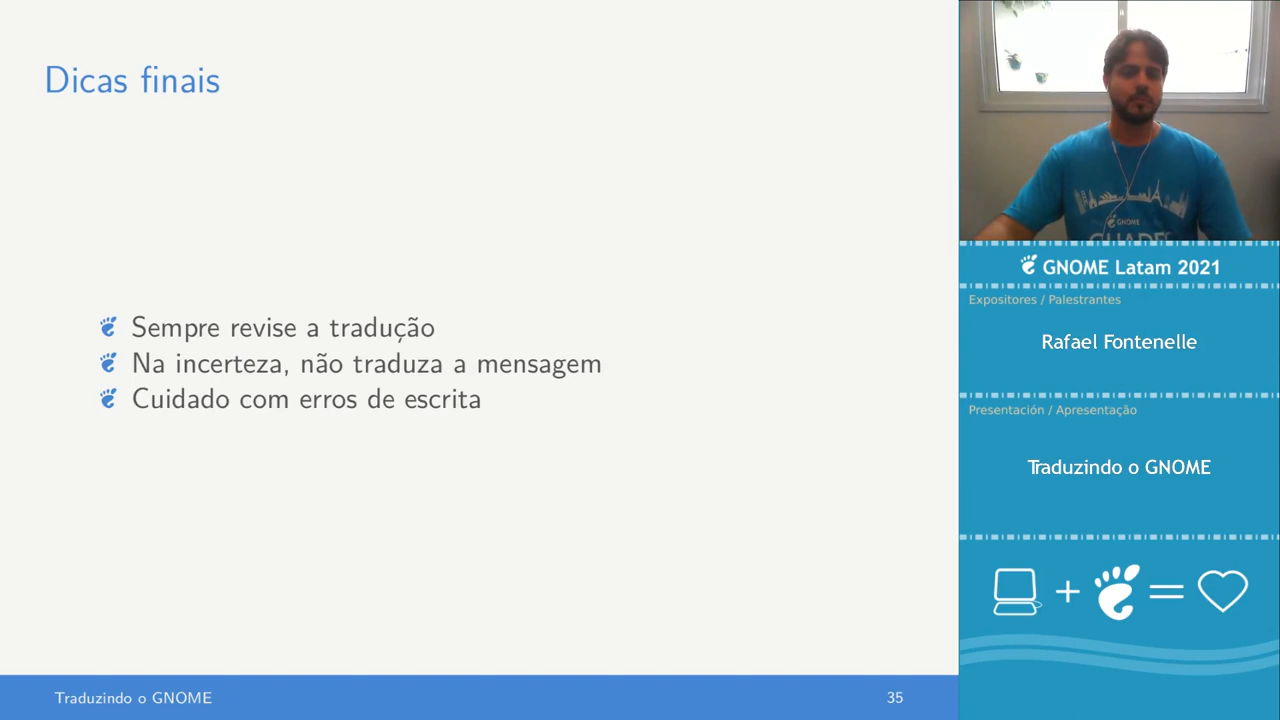 Dicas finais
Sempre revise a tradução
Na incerteza, não traduza a mensagem
Cuidado com erros de escrita
Traduzindo o GNOME
35
GNOME
GNOME Latam 2021
Expositores / Palestrantes
Rafael Fontenelle
Presentación / Apresentação
Traduzindo o GNOME
+
=